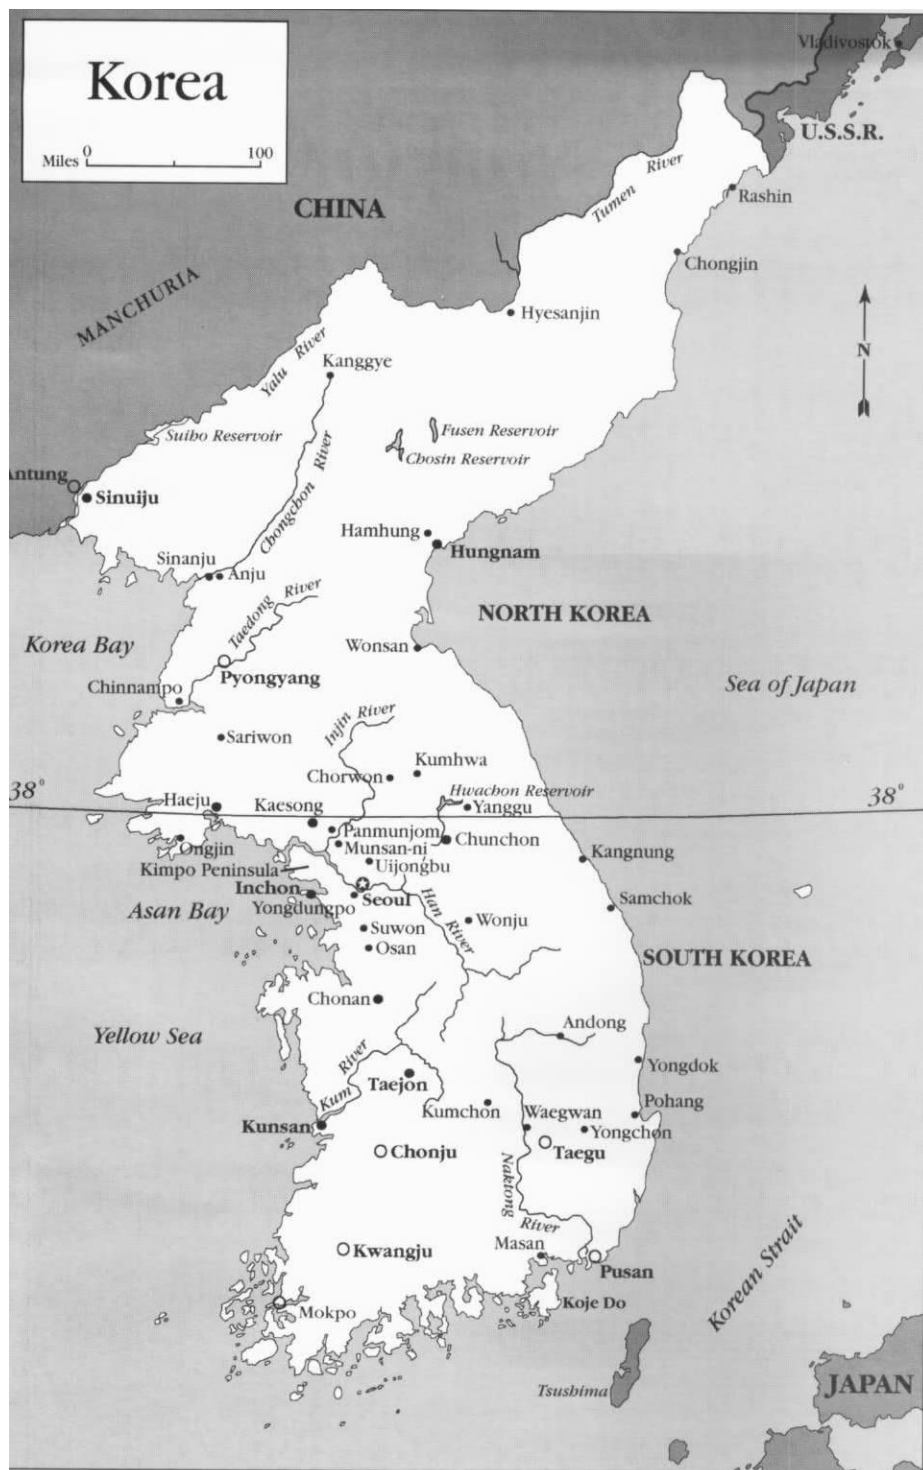 Korea
Miles 0 100
Vladivostok
U.S.S.R.
CHINA
Tumen River
Rashin
Chongjin
MANCHURIA
Hyesanjin
N
Yalu River
Kanggye
Suiho Reservoir
Fusen Reservoir
Chosin Reservoir
Antung
Sinuiju
Chongchon River
Hamhung
Hungnam
Sinanju
Anju
Taedong River
NORTH KOREA
Korea Bay
Wonsan
Pyongyang
Chinnampo
Sea of Japan
Injin River
Sariwon
Kumhwa
Chorwon
Hwachon Reservoir
38°
38°
Haeju
Kaesong
Yanggu
Panmunjom
Chunchon
Ongjin
Munsan-ni
Kangnung
Kimpo Peninsula
Uijongbu
Inchon
Seoul
Yongdungpo
Han River
Samchok
Asan Bay
Wonju
Suwon
Osan
SOUTH KOREA
Chonan
Andong
Yellow Sea
Kum River
Yongdok
Taejon
Kumchon
Waegwan
Pohang
Kunsan
Yongchon
Chonju
Taegu
Naktong River
Kwangju
Masan
Pusan
Korean Strait
Mokpo
Koje Do
Tsushima
JAPAN